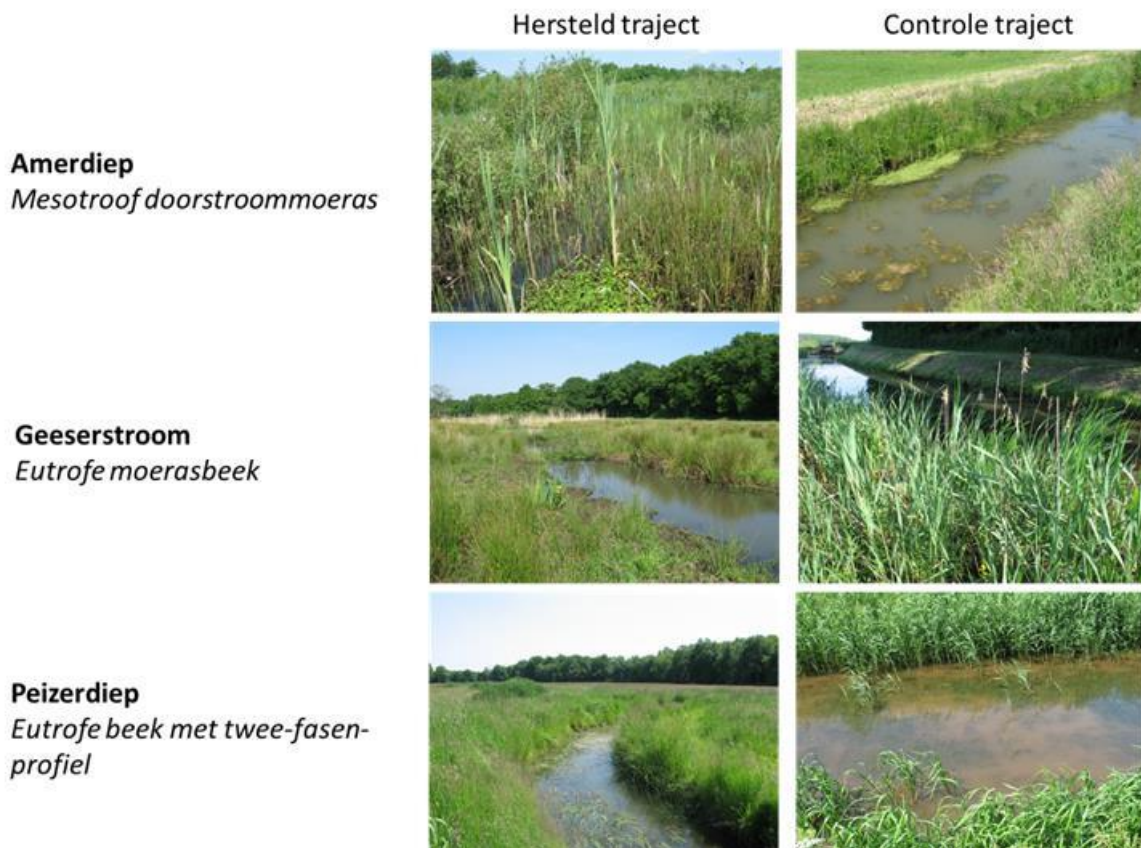 Hersteld traject
Controle traject
Amerdiep
Mesotroof doorstroommoeras
Geeserstroom
Eutrofe moerasbeek
Peizerdiep
Eutrofe beek met twee-fasen-
profiel